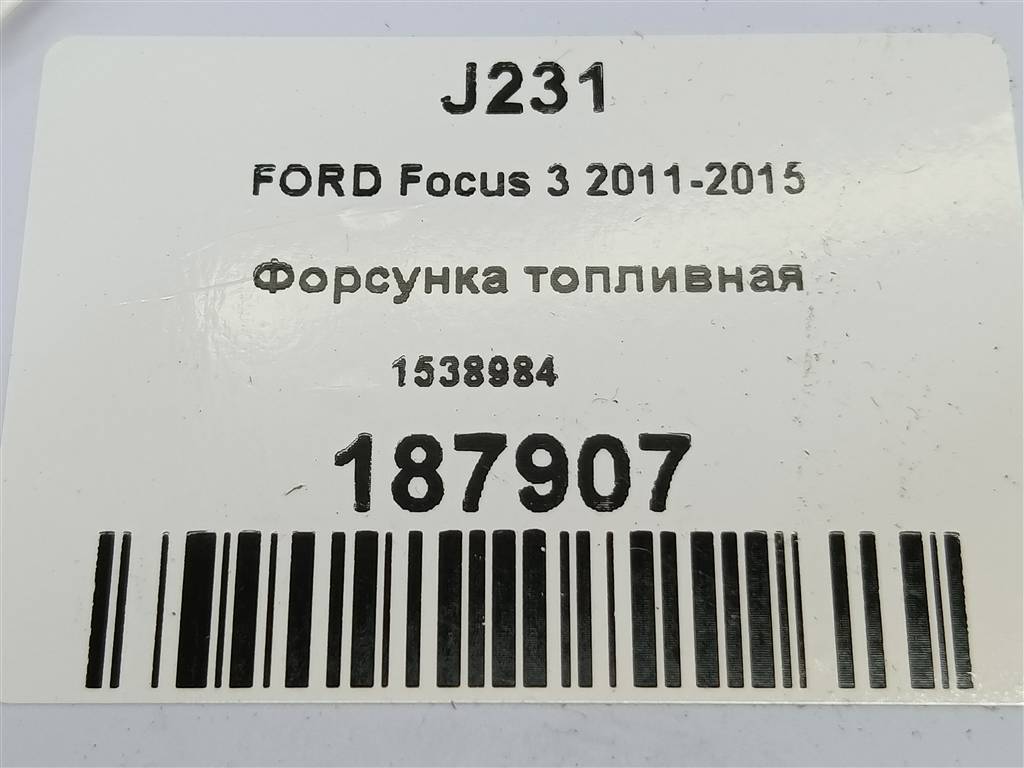 J231
FORD Focus 3 2011-2015
Форсунка топливная
1538984
187907